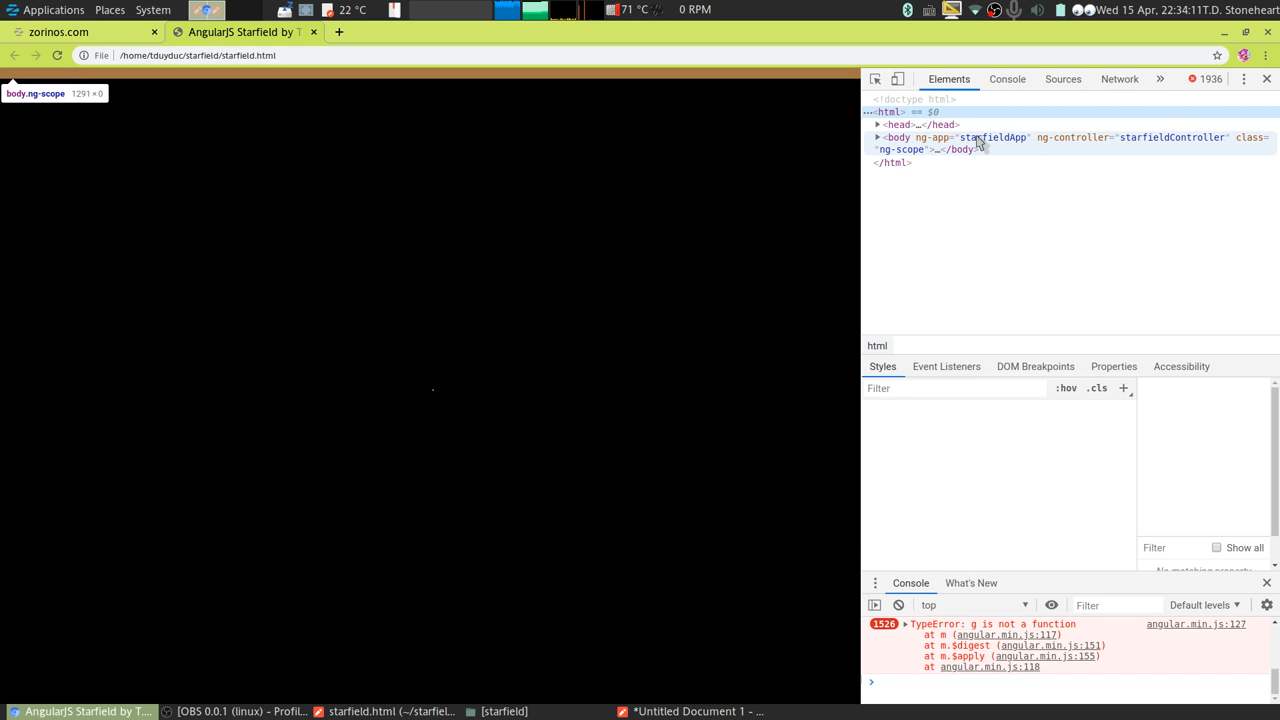 Applications Places System 22 °C 71 °C 0 RPM Wed 15 Apr, 22:34:11 T.D. Stoneheart
zorinos.com × AngularJS Starfield by T × +
File /home/tduyduc/starfield/starfield.html
body.ng-scope 1291×0
Elements Console Sources Network » 1936
<!doctype html>
…<html> == $0
<head>…</head>
<body ng-app="starfieldApp" ng-controller="starfieldController" class=
"ng-scope">…</body>
</html>
html
Styles Event Listeners DOM Breakpoints Properties Accessibility
Filter :hov .cls +
Filter Show all
No matching property
Console What's New
top Filter Default levels
1526 TypeError: g is not a function angular.min.js:127
at m (angular.min.js:117)
at m.$digest (angular.min.js:151)
at m.$apply (angular.min.js:155)
at angular.min.js:118
>
AngularJS Starfield by T.... [OBS 0.0.1 (linux) - Profil... starfield.html (~/starfiel... [starfield] *Untitled Document 1 - ...